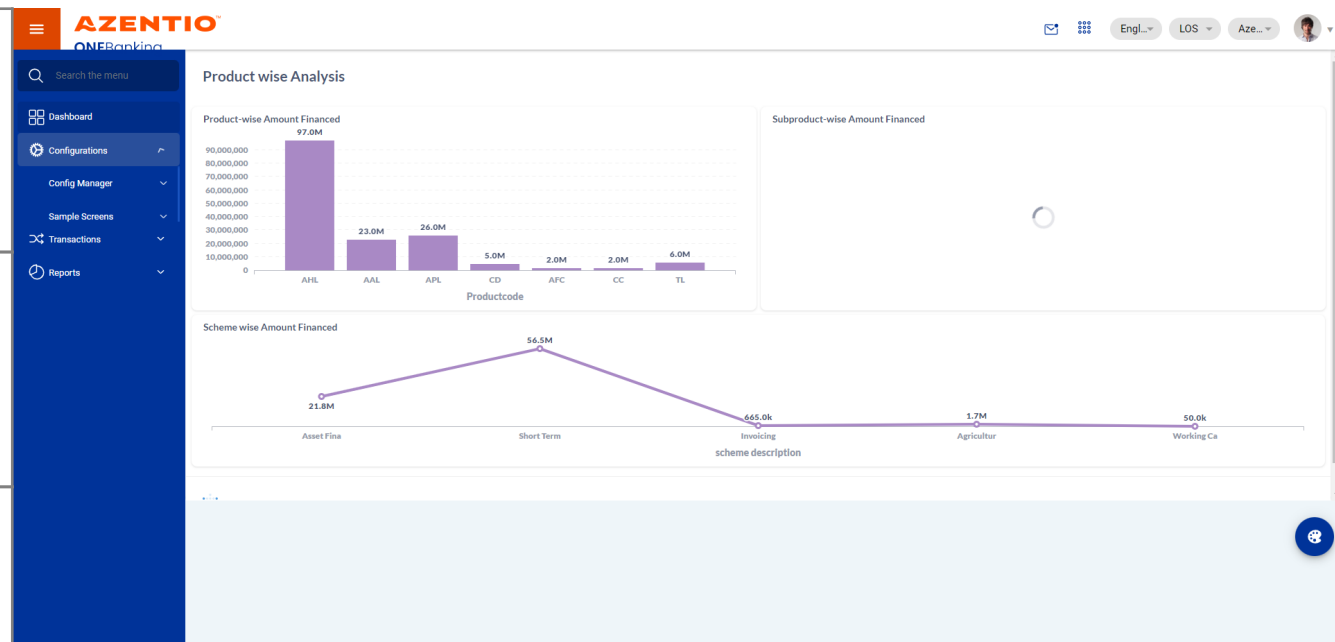 AZENTIO
ONEBanking
Engl...
LOS
Aze...
Search the menu
Dashboard
Configurations
Config Manager
Sample Screens
Transactions
Reports
Product wise Analysis
Product-wise Amount Financed
97.0M
90,000,000
80,000,000
70,000,000
60,000,000
50,000,000
40,000,000
30,000,000
20,000,000
10,000,000
0
23.0M
26.0M
5.0M
2.0M
2.0M
6.0M
AHL AAL APL CD AFC CC TL
Productcode
Subproduct-wise Amount Financed
Scheme wise Amount Financed
56.5M
21.8M
665.0k
1.7M
50.0k
Asset Fina Short Term Invoicing Agricultur Working Ca
scheme description